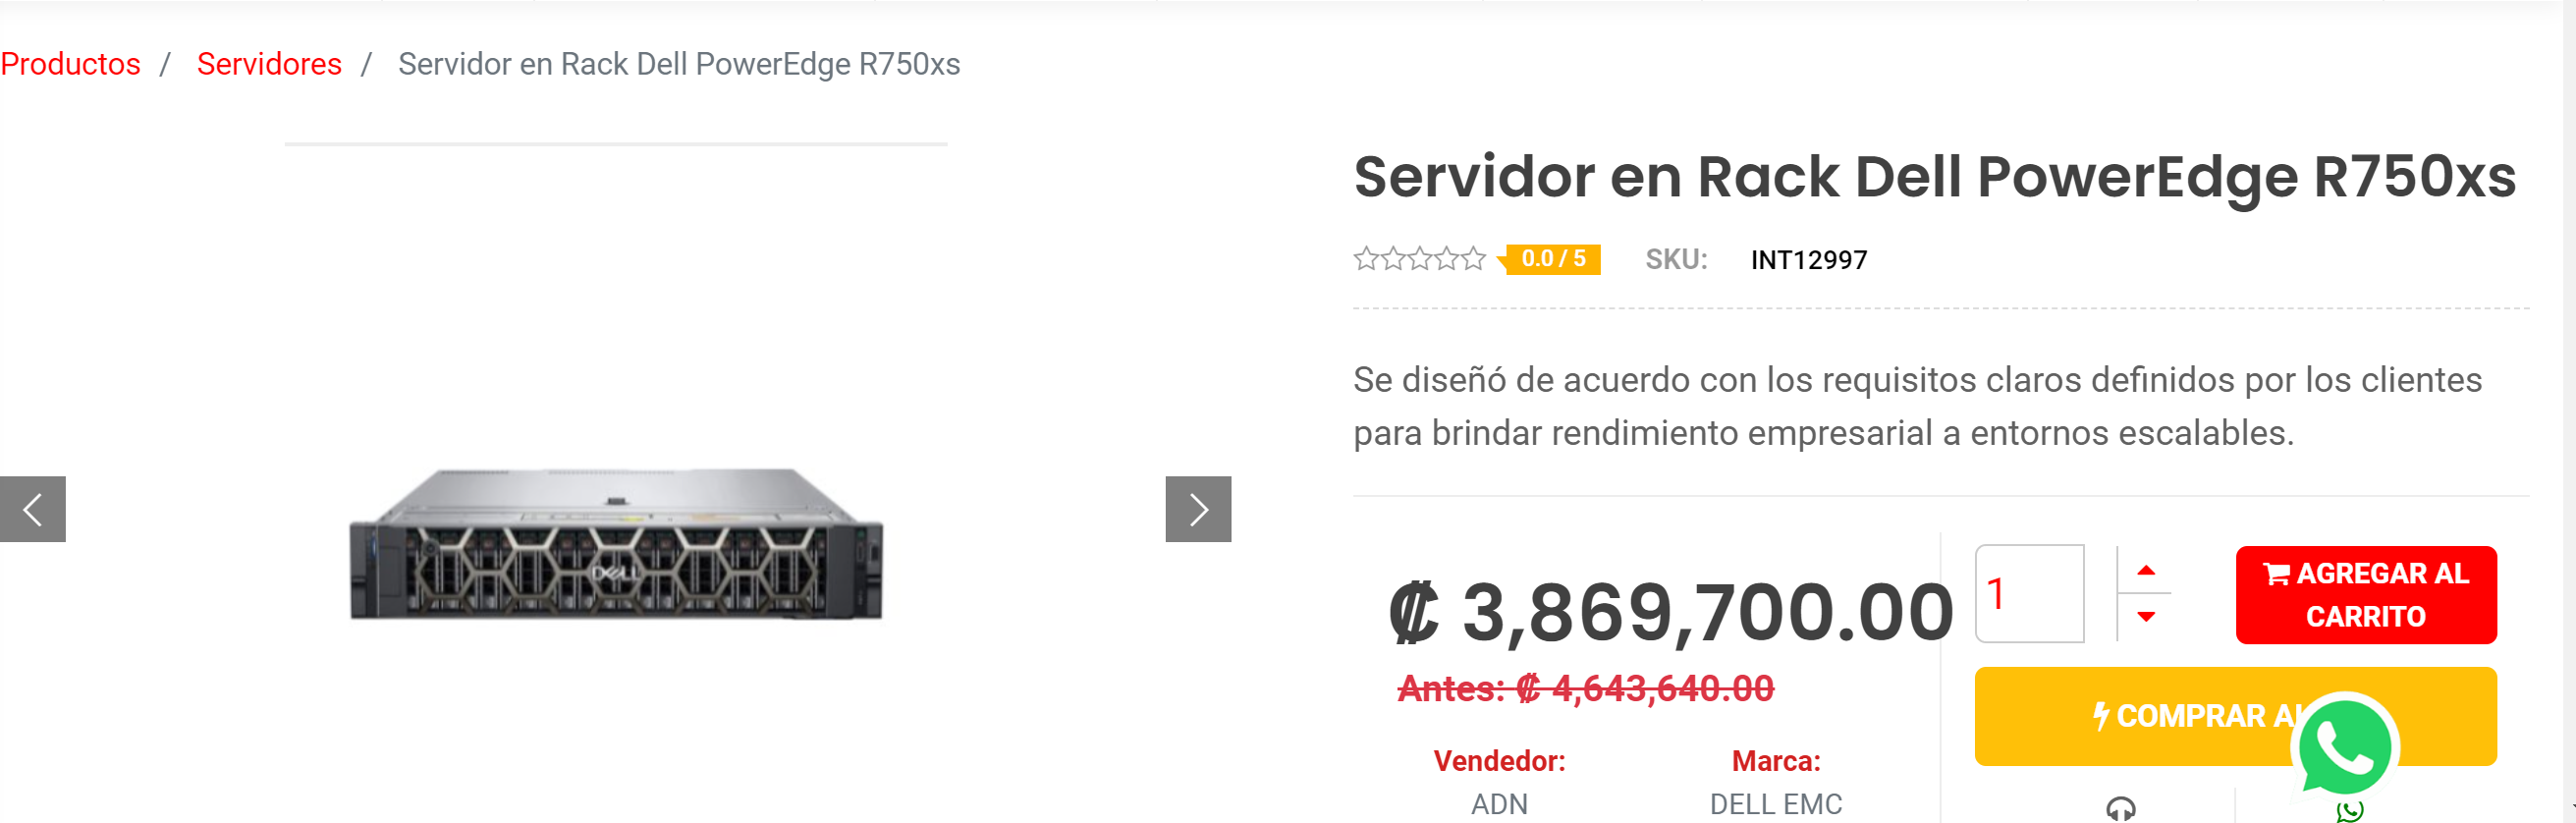 Productos / Servidores / Servidor en Rack Dell PowerEdge R750xs
Servidor en Rack Dell PowerEdge R750xs
0.0 / 5 SKU: INT12997
Se diseñó de acuerdo con los requisitos claros definidos por los clientes
para brindar rendimiento empresarial a entornos escalables.
DELL
₡ 3,869,700.00
Antes: ₡ 4,643,640.00
1
AGREGAR AL
CARRITO
COMPRAR
Vendedor: Marca:
ADN DELL EMC